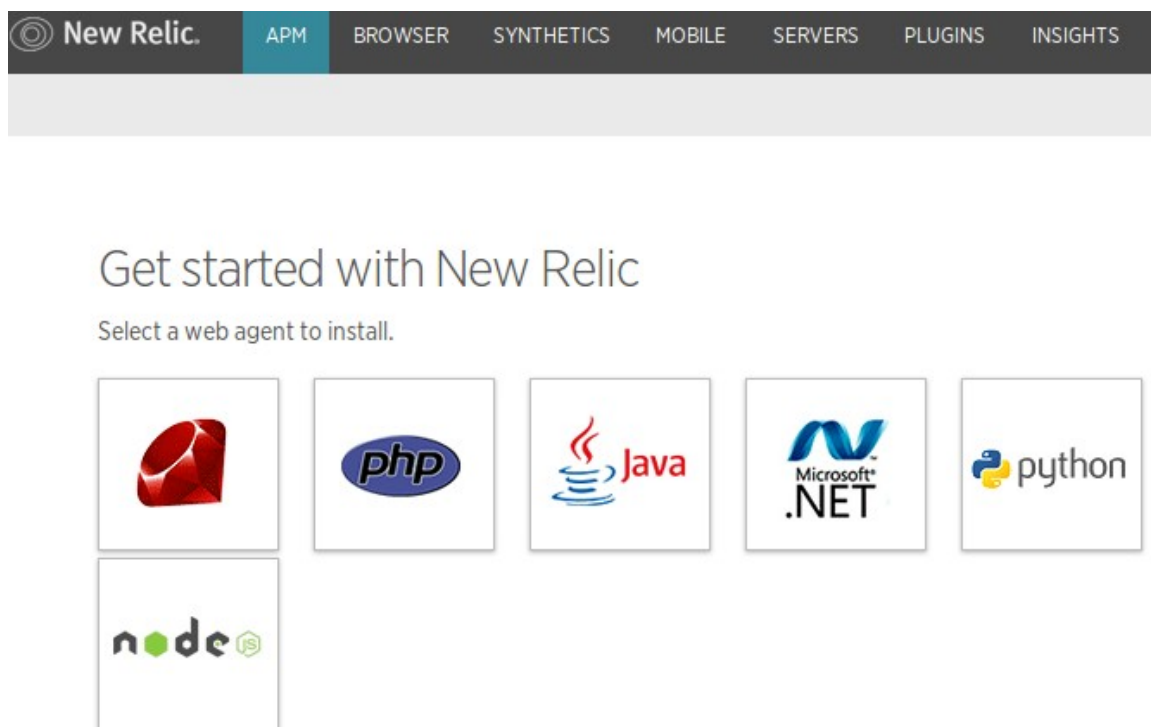 New Relic. APM BROWSER SYNTHETICS MOBILE SERVERS PLUGINS INSIGHTS
Get started with New Relic
Select a web agent to install.
php Java Microsoft® .NET python
node JS